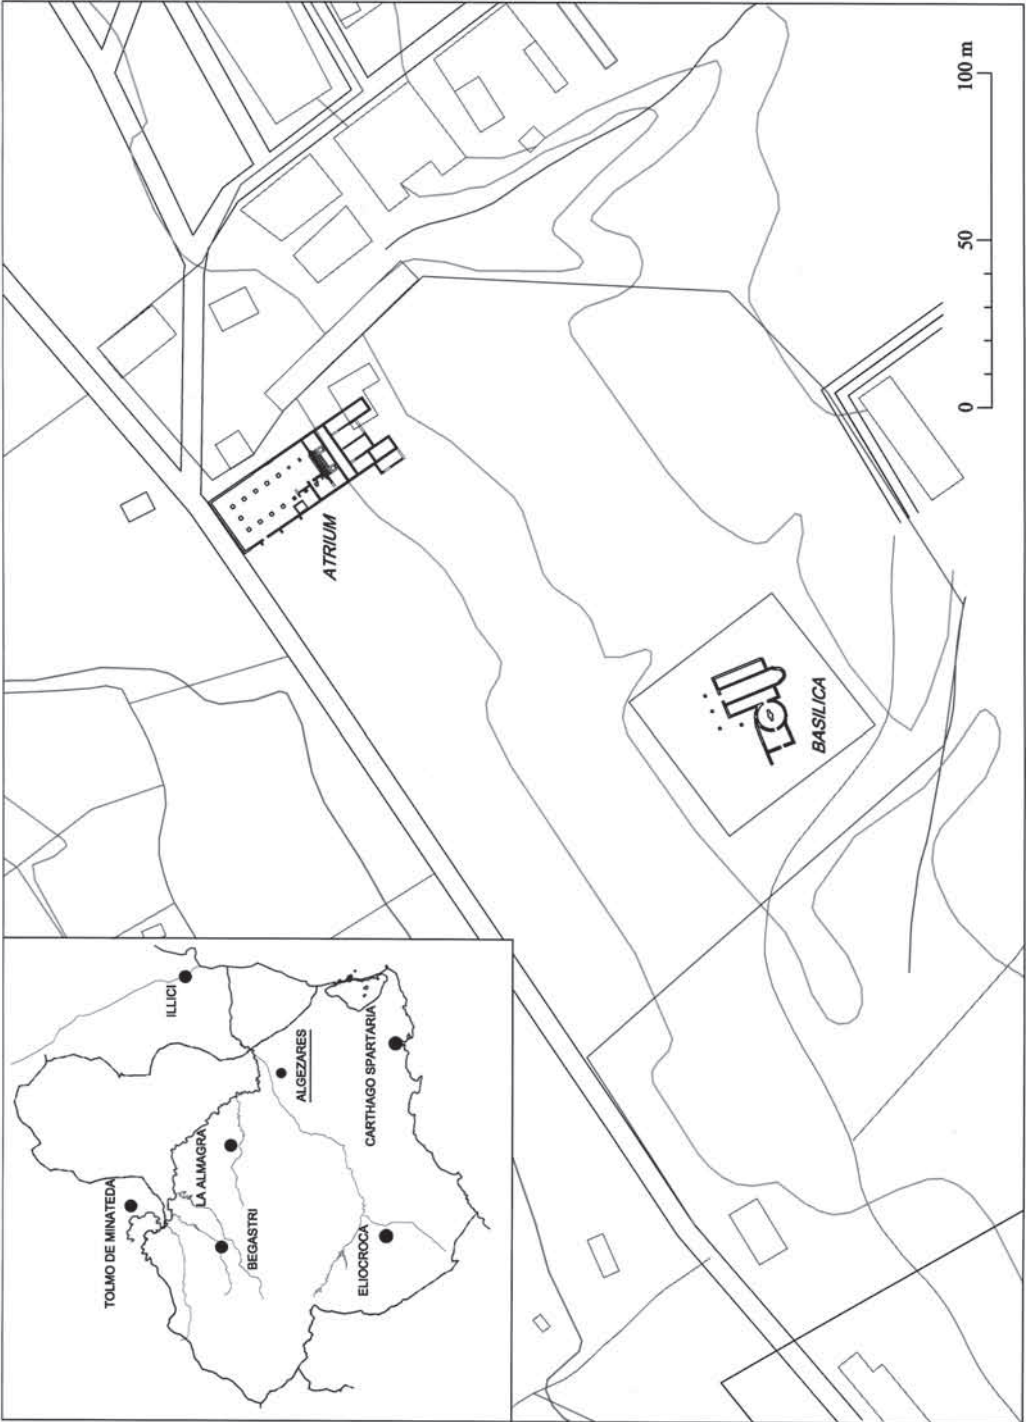 ILLICI
TOLMO DE MINATEDA
LA ALMAGRA
ALGEZARES
BEGASTRI
CARTHAGO SPARTARIA
ELIOCROCA
ATRIUM
BASILICA
0 50 100 m